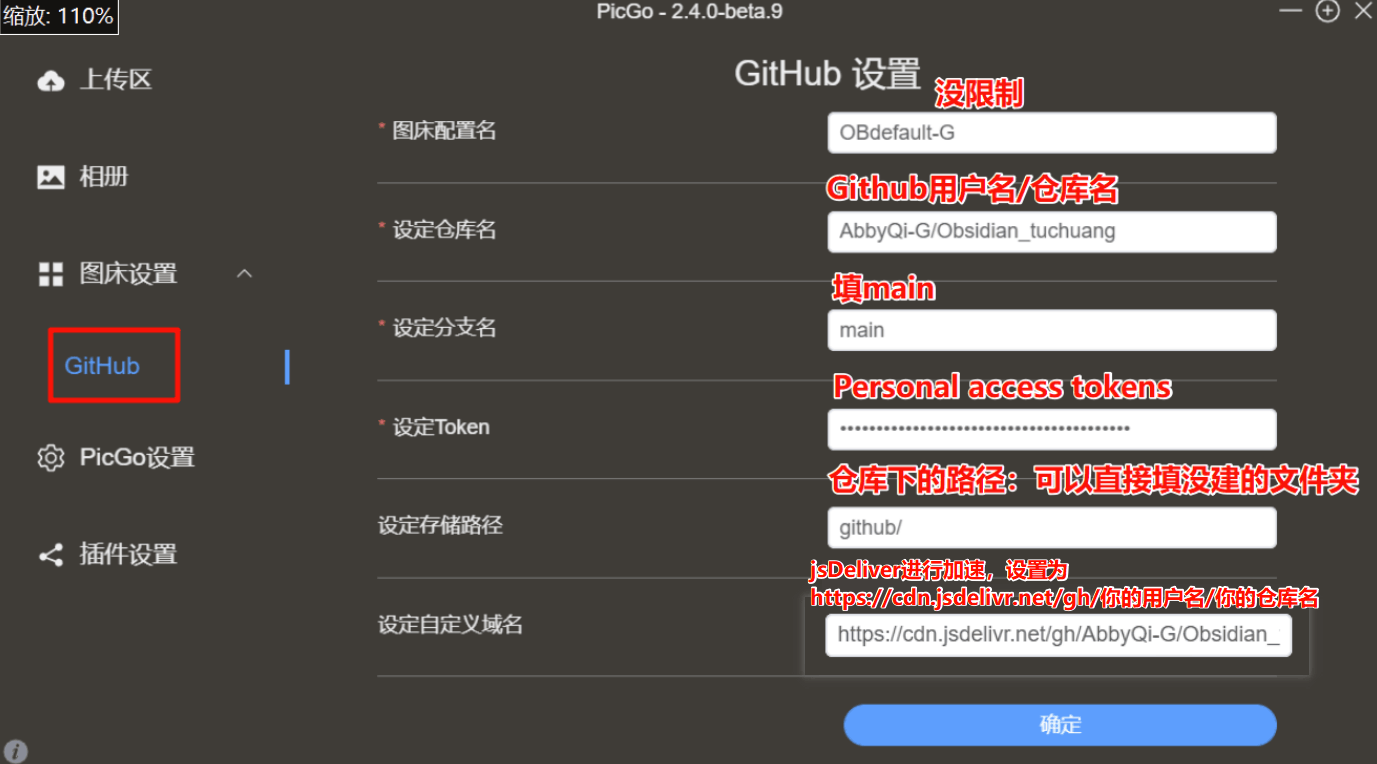 缩放: 110%
PicGo - 2.4.0-beta.9
上传区
相册
图床设置
GitHub
PicGo设置
插件设置
GitHub 设置
没限制
* 图床配置名
OBdefault-G
Github用户名/仓库名
* 设定仓库名
AbbyQi-G/Obsidian_tuchuang
填main
* 设定分支名
main
Personal access tokens
* 设定Token
仓库下的路径：可以直接填没建的文件夹
设定存储路径
github/
jsDeliver进行加速，设置为
https://cdn.jsdelivr.net/gh/你的用户名/你的仓库名
设定自定义域名
https://cdn.jsdelivr.net/gh/AbbyQi-G/Obsidian_
确定